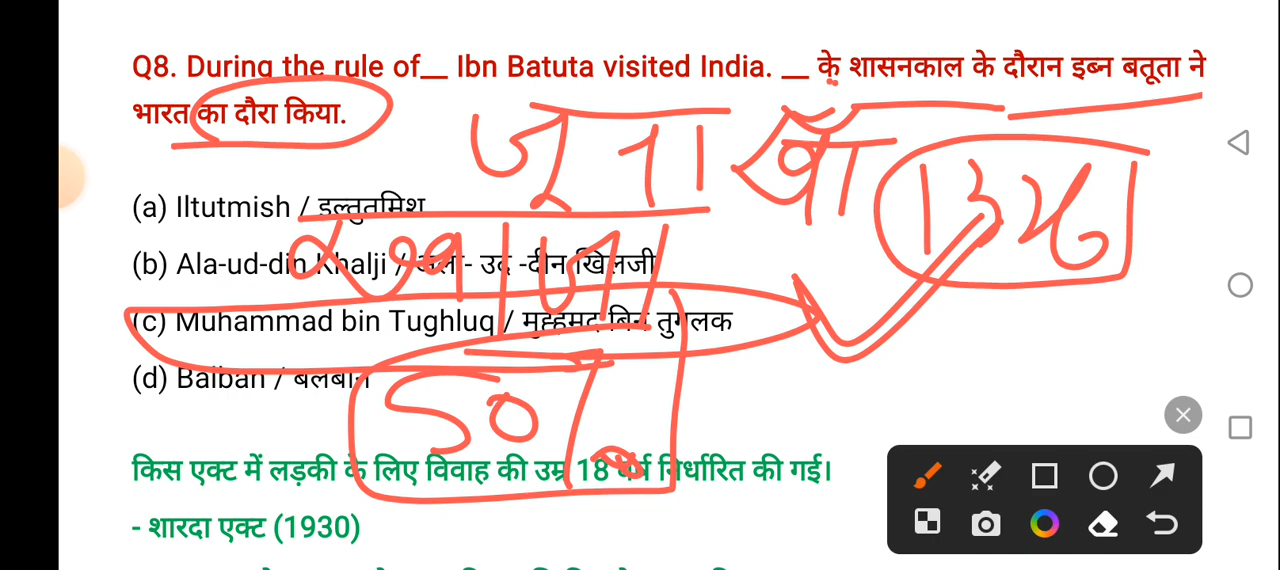 Q8. During the rule of__ Ibn Batuta visited India. __ के शासनकाल के दौरान इब्न बतूता ने
भारत का दौरा किया.
जूना खाँ
(a) Iltutmish / इल्तुतमिश
(b) Ala-ud-din Khalji / अला- उद -दीन खिलजी
(c) Muhammad bin Tughluq / मुहम्मद बिन तुगलक
(d) Balban / बलबान
50%
किस एक्ट में लड़की के लिए विवाह की उम्र 18 वर्ष निर्धारित की गई।
- शारदा एक्ट (1930)